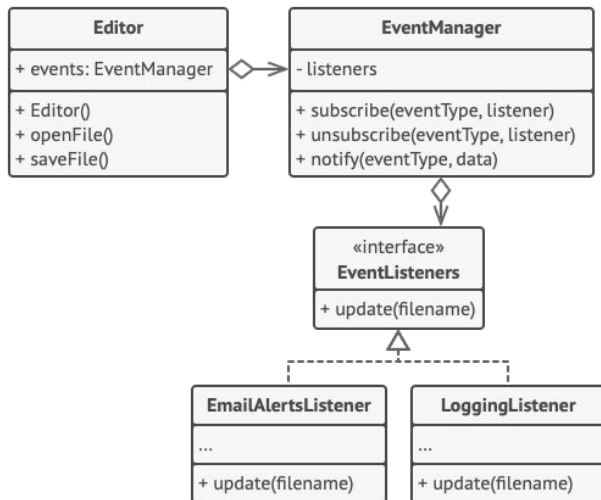 Editor
+ events: EventManager
+ Editor()
+ openFile()
+ saveFile()
EventManager
- listeners
+ subscribe(eventType, listener)
+ unsubscribe(eventType, listener)
+ notify(eventType, data)
«interface»
EventListeners
+ update(filename)
EmailAlertsListener
...
+ update(filename)
LoggingListener
...
+ update(filename)